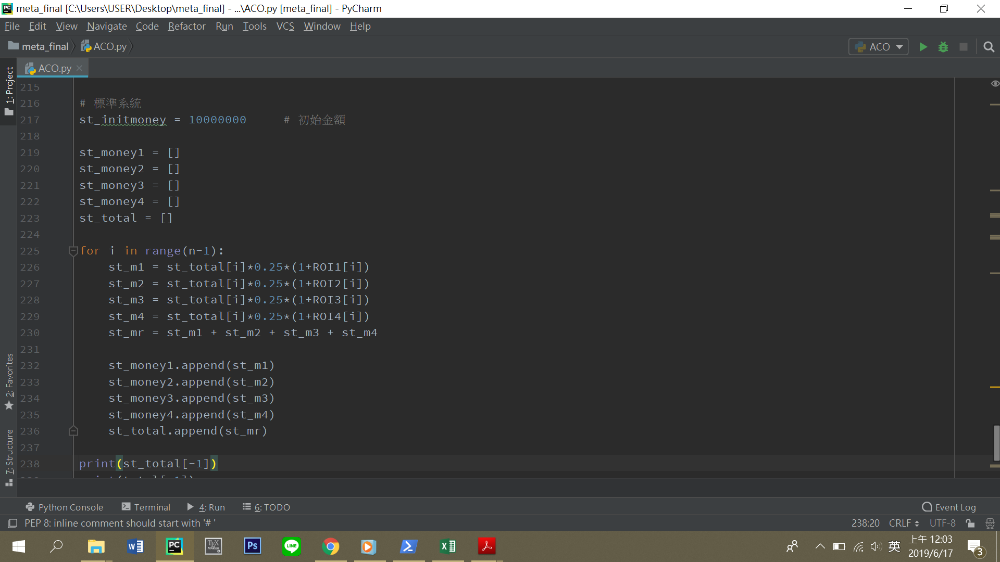 meta_final [C:\Users\USER\Desktop\meta_final] - ...\ACO.py [meta_final] - PyCharm
File Edit View Navigate Code Refactor Run Tools VCS Window Help
meta_final ACO.py ACO
ACO.py
1: Project
2: Favorites
7: Structure
215
216 # 標準系統
217 st_initmoney = 10000000 # 初始金額
218
219 st_money1 = []
220 st_money2 = []
221 st_money3 = []
222 st_money4 = []
223 st_total = []
224
225 for i in range(n-1):
226 st_m1 = st_total[i]*0.25*(1+ROI1[i])
227 st_m2 = st_total[i]*0.25*(1+ROI2[i])
228 st_m3 = st_total[i]*0.25*(1+ROI3[i])
229 st_m4 = st_total[i]*0.25*(1+ROI4[i])
230 st_mr = st_m1 + st_m2 + st_m3 + st_m4
231
232 st_money1.append(st_m1)
233 st_money2.append(st_m2)
234 st_money3.append(st_m3)
235 st_money4.append(st_m4)
236 st_total.append(st_mr)
237
238 print(st_total[-1])
Python Console Terminal 4: Run 6: TODO Event Log
PEP 8: inline comment should start with '# ' 238:20 CRLF UTF-8
W PC TEX MAKER Ps LINE X 英 上午 12:03
2019/6/17 3